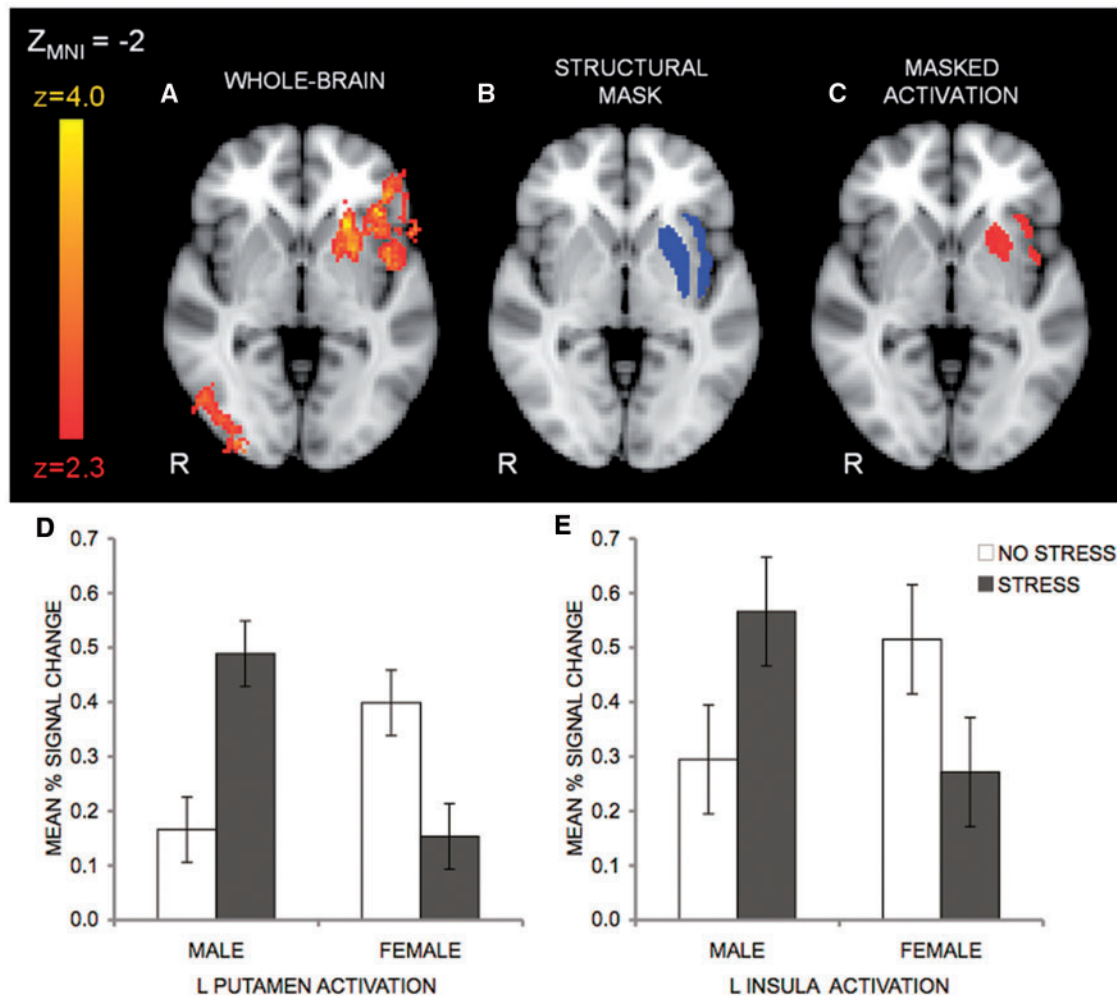 Z_MNI = -2
z=4.0
z=2.3
A
WHOLE-BRAIN
R
B
STRUCTURAL
MASK
R
C
MASKED
ACTIVATION
R
D
MEAN % SIGNAL CHANGE
0.7
0.6
0.5
0.4
0.3
0.2
0.1
0.0
MALE
FEMALE
L PUTAMEN ACTIVATION
E
MEAN % SIGNAL CHANGE
0.7
0.6
0.5
0.4
0.3
0.2
0.1
0.0
MALE
FEMALE
L INSULA ACTIVATION
NO STRESS
STRESS